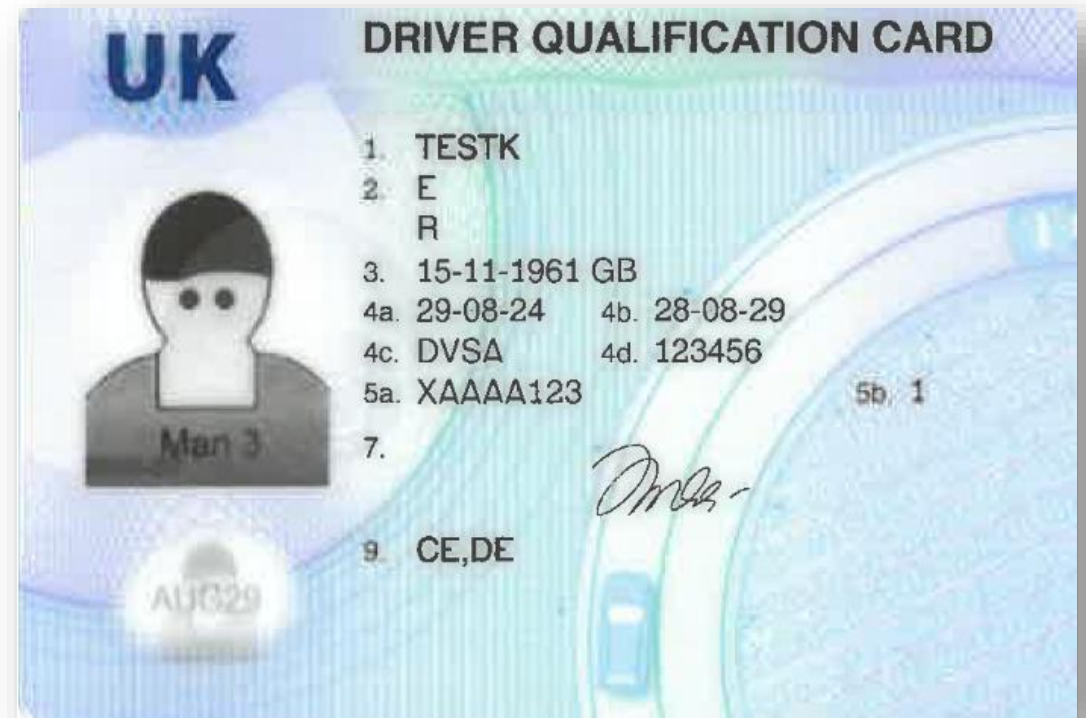 UK
DRIVER QUALIFICATION CARD
1. TESTK
2. E
R
3. 15-11-1961 GB
4a. 29-08-24 4b. 28-08-29
4c. DVSA 4d. 123456
5a. XAAAA123 5b. 1
Man 3
7.
9. CE,DE
AUG29